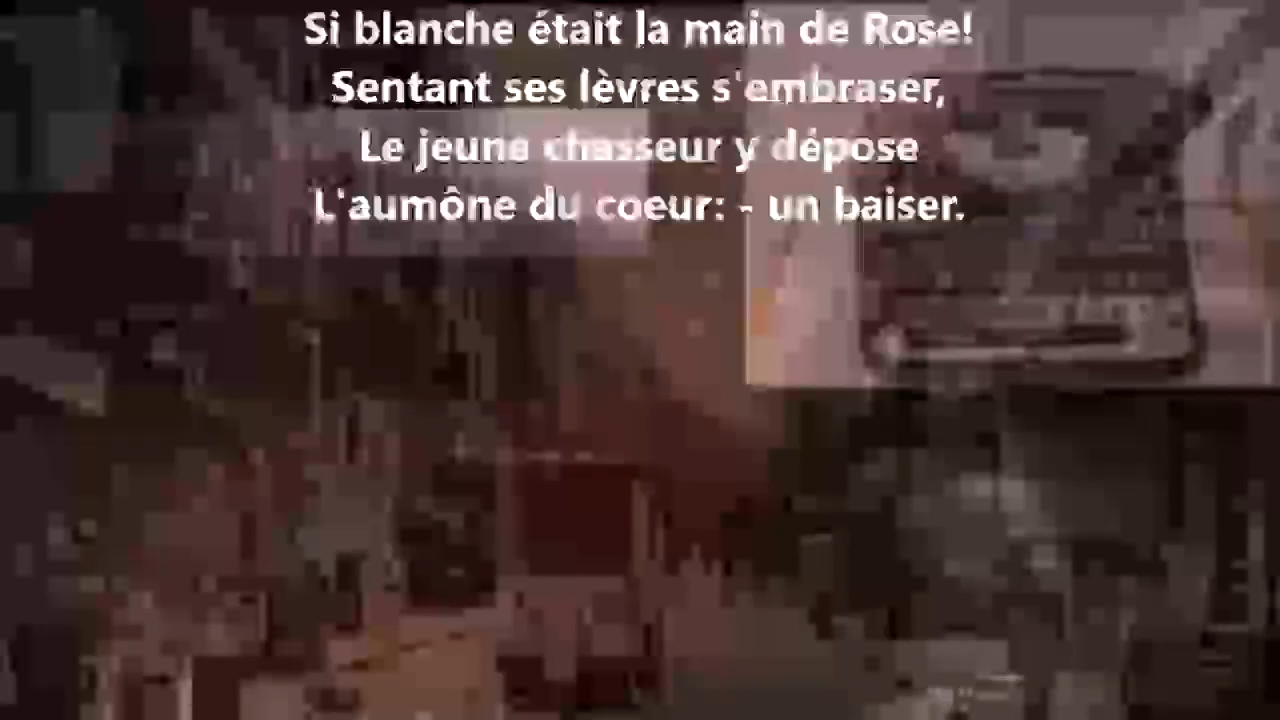 Si blanche était la main de Rose!
Sentant ses lèvres s'embraser,
Le jeune chasseur y dépose
L'aumône du coeur: - un baiser.